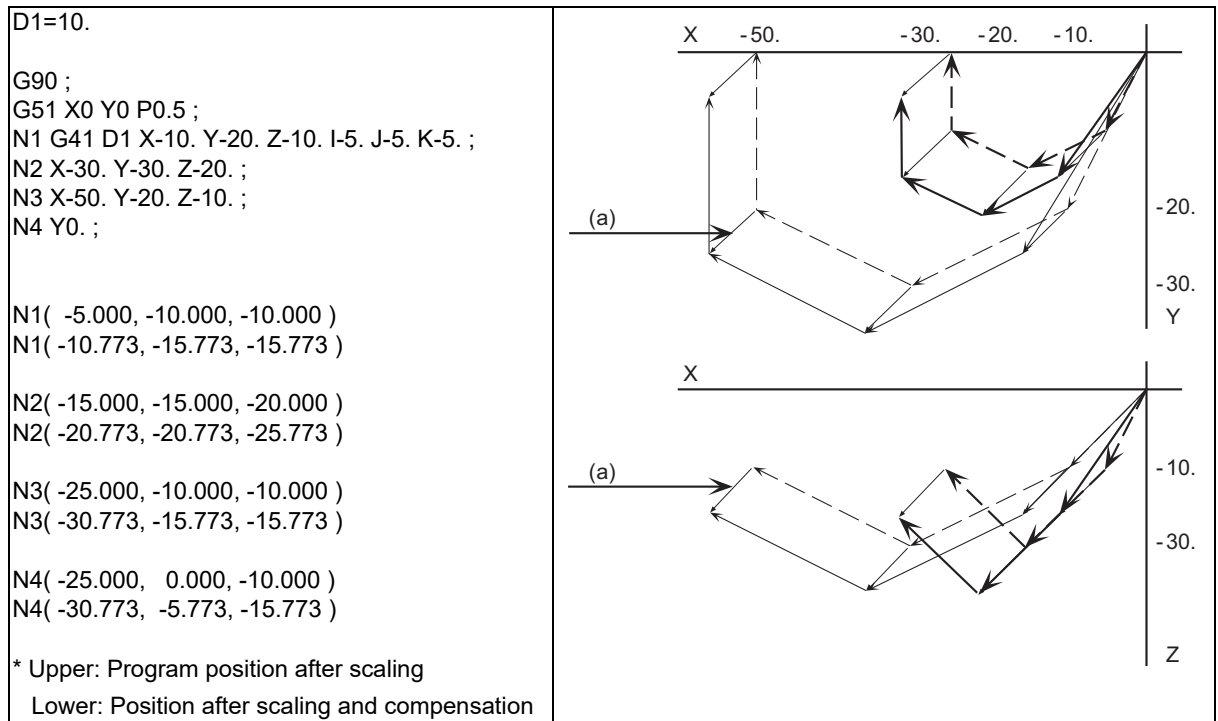 D1=10.
G90 ;
G51 X0 Y0 P0.5 ;
N1 G41 D1 X-10. Y-20. Z-10. I-5. J-5. K-5. ;
N2 X-30. Y-30. Z-20. ;
N3 X-50. Y-20. Z-10. ;
N4 Y0. ;
N1( -5.000, -10.000, -10.000 )
N1( -10.773, -15.773, -15.773 )
N2( -15.000, -15.000, -20.000 )
N2( -20.773, -20.773, -25.773 )
N3( -25.000, -10.000, -10.000 )
N3( -30.773, -15.773, -15.773 )
N4( -25.000, 0.000, -10.000 )
N4( -30.773, -5.773, -15.773 )
* Upper: Program position after scaling
Lower: Position after scaling and compensation
X -50. -30. -20. -10.
-20.
(a)
-30.
Y
X
(a)
-10.
-30.
Z